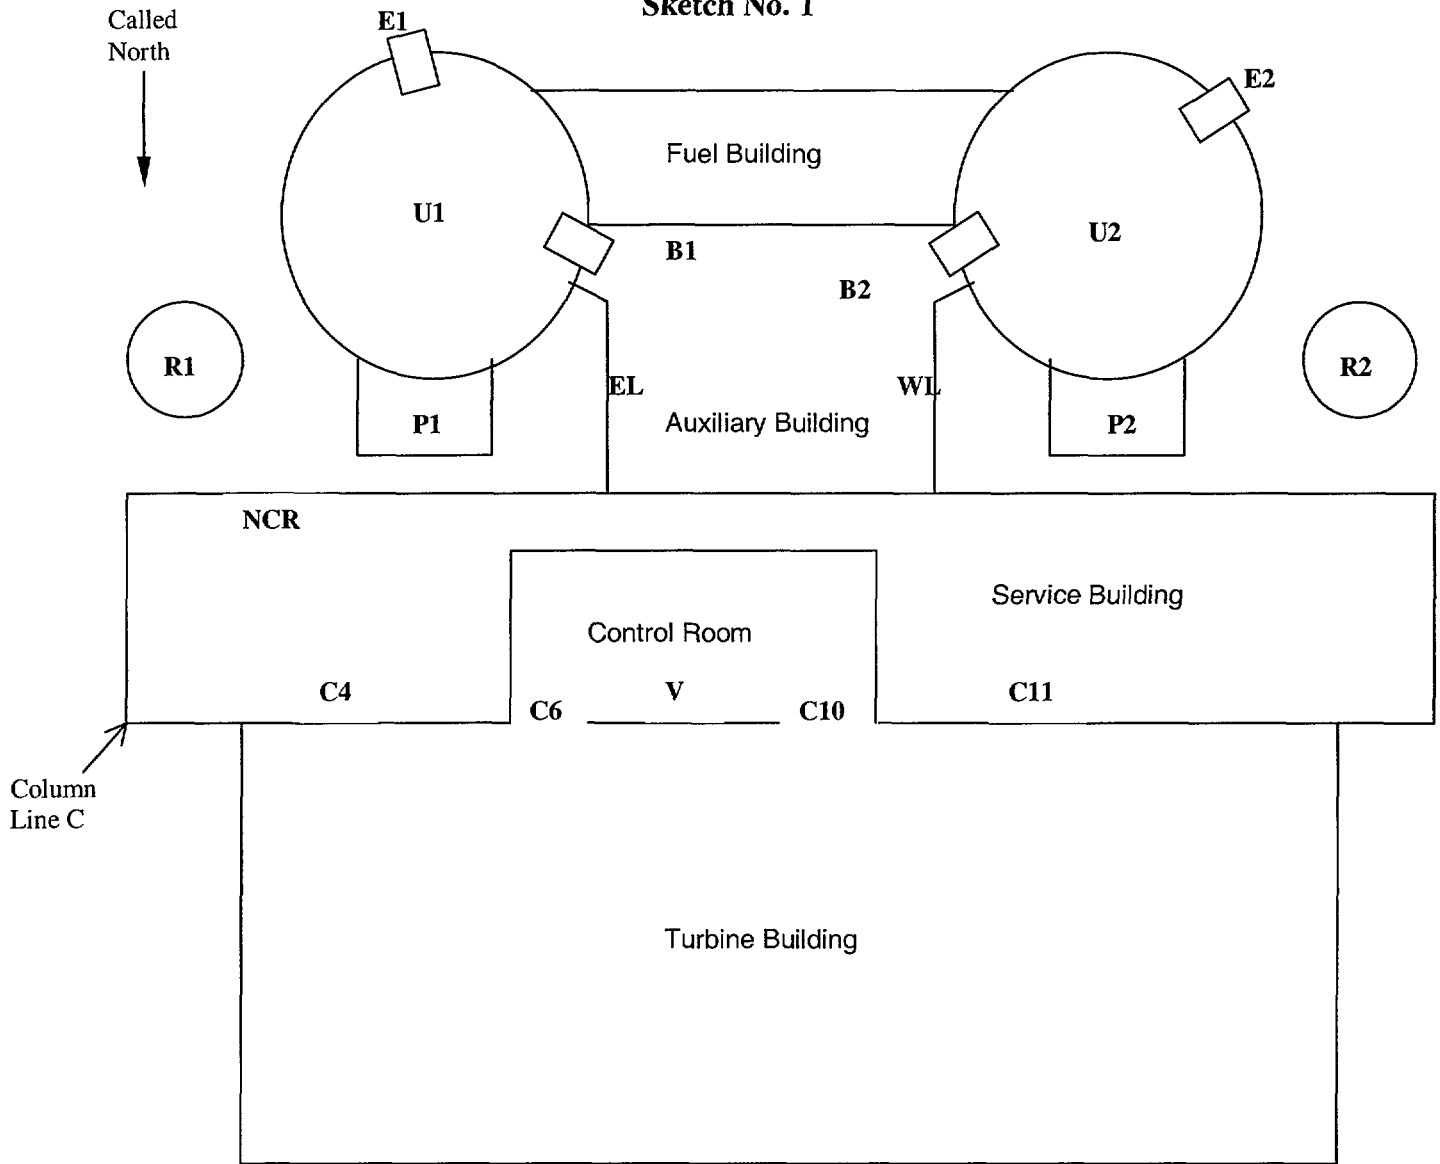 Sketch No. 1
Called
North
E1
E2
Fuel Building
U1
U2
B1
B2
R1
R2
EL
WL
P1
Auxiliary Building
P2
NCR
Service Building
Control Room
C4
V
C11
C6
C10
Column
Line C
Turbine Building